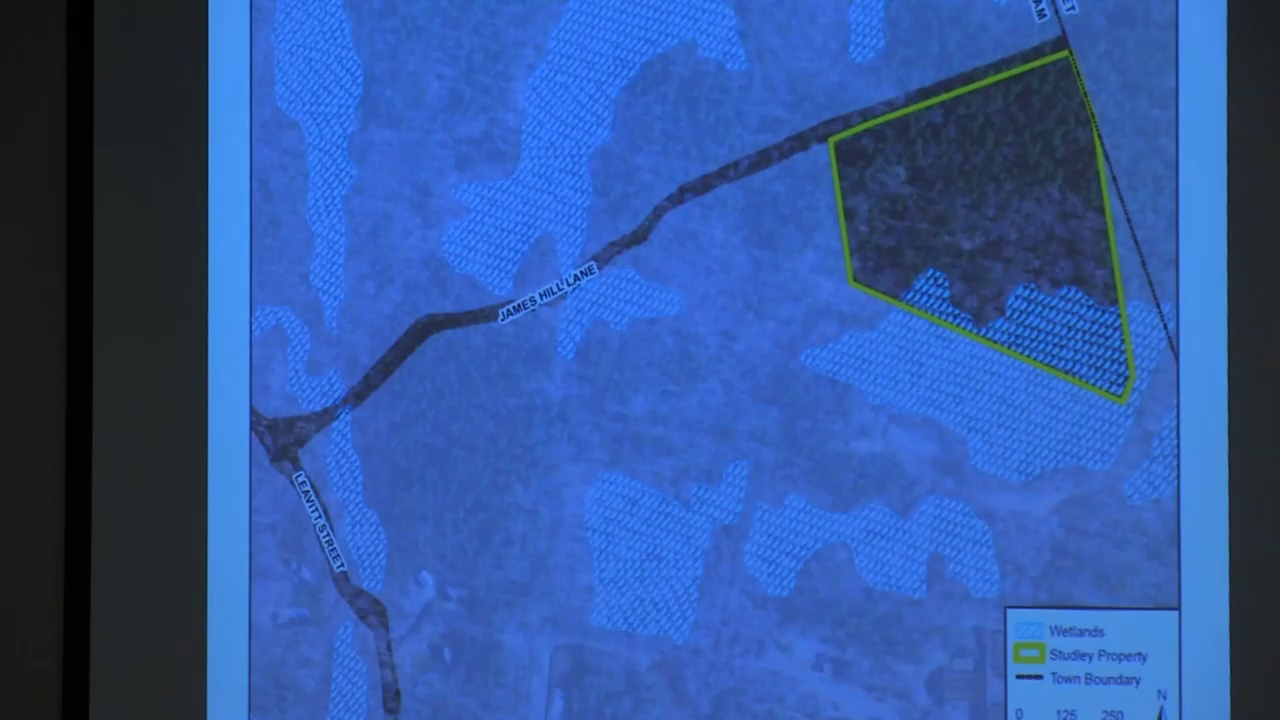 JAMES HILL LANE
LEAVITT STREET
Wetlands
Studley Property
Town Boundary
N
0 125 250